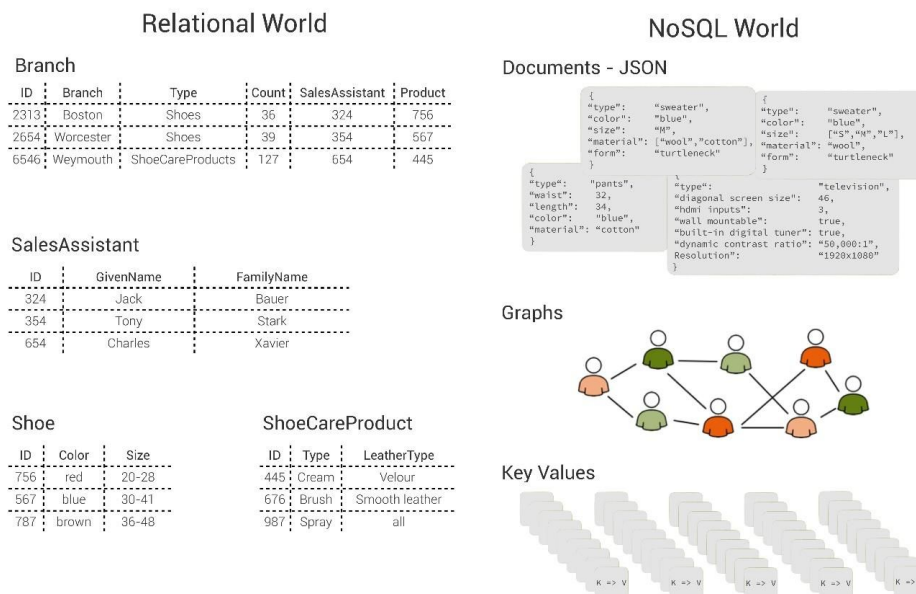 Relational World
Branch
ID Branch Type Count SalesAssistant Product
2313 Boston Shoes 36 324 756
2654 Worcester Shoes 39 354 567
6546 Weymouth ShoeCareProducts 127 654 445
SalesAssistant
ID GivenName FamilyName
324 Jack Bauer
354 Tony Stark
654 Charles Xavier
Shoe
ID Color Size
756 red 20-28
567 blue 30-41
787 brown 36-48
ShoeCareProduct
ID Type LeatherType
445 Cream Velour
676 Brush Smooth leather
987 Spray all
NoSQL World
Documents - JSON
{
“type”: "sweater",
“color”: "blue",
“size”: "M",
“material”: ["wool","cotton"],
“form”: "turtleneck"
}
{
“type”: "sweater",
“color”: "blue",
“size”: ["S","M","L"],
“material”: "wool",
“form”: "turtleneck"
}
{
“type”: "pants",
“waist”: 32,
“length”: 34,
“color”: "blue",
“material”: "cotton"
}
{
“type”: "television",
“diagonal screen size”: 46,
“hdmi inputs”: 3,
“wall mountable”: true,
“built-in digital tuner”: true,
“dynamic contrast ratio”: “50,000:1”,
Resolution”: “1920x1080”
}
Graphs
Key Values
K => V K => V K => V K => V K => V